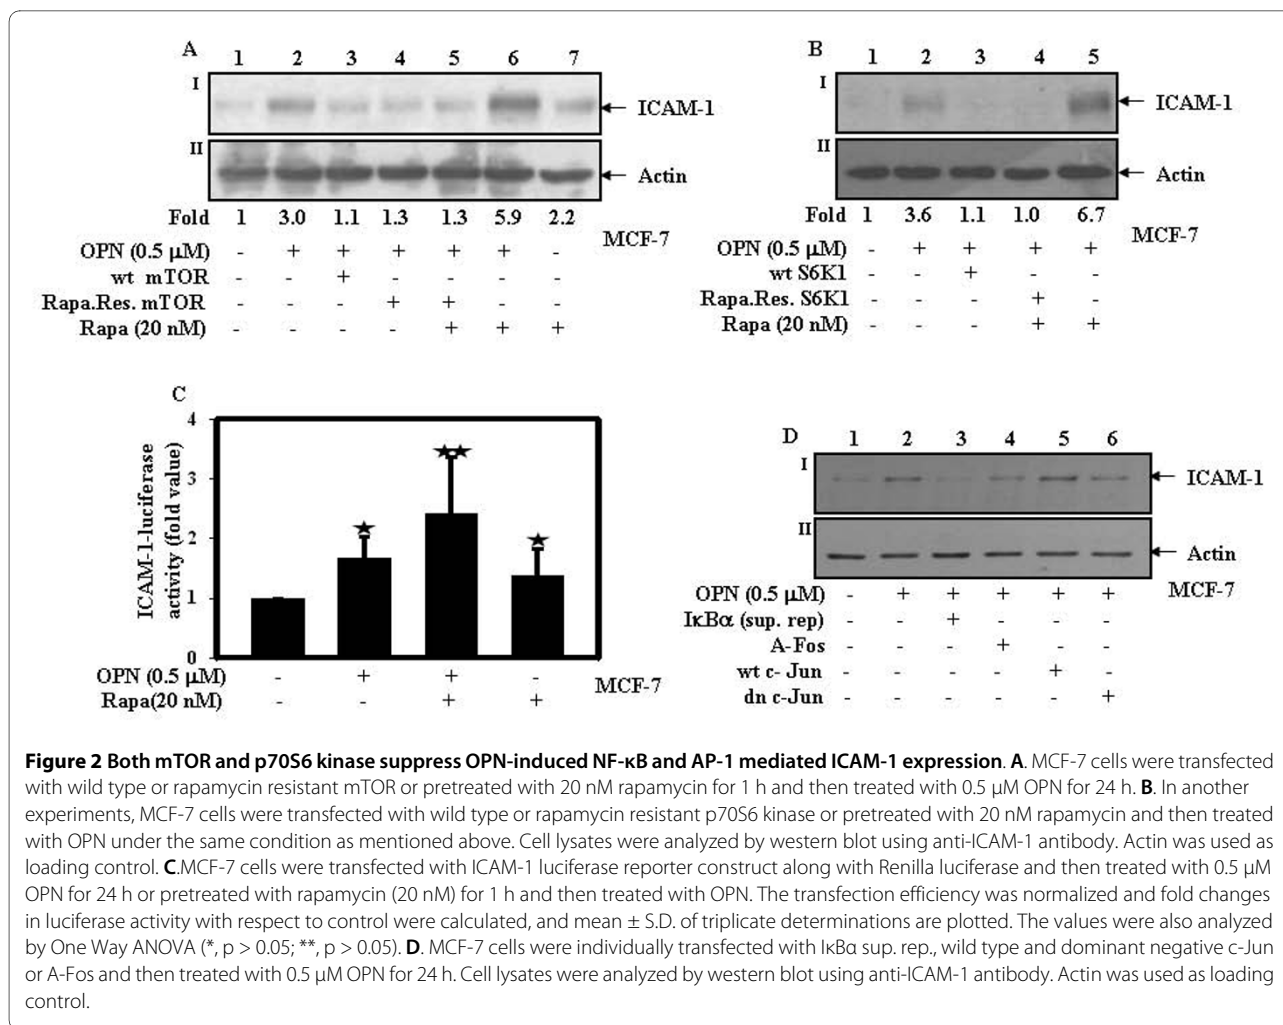 A 1 2 3 4 5 6 7
I
ICAM-1
II
Actin
Fold 1 3.0 1.1 1.3 1.3 5.9 2.2
MCF-7
OPN (0.5 µM) - + + + + + -
wt mTOR - - + - - - -
Rapa.Res. mTOR - - - + + - -
Rapa (20 nM) - - - - + + +
B 1 2 3 4 5
I
ICAM-1
II
Actin
Fold 1 3.6 1.1 1.0 6.7
MCF-7
OPN (0.5 µM) - + + + +
wt S6K1 - - + - -
Rapa.Res. S6K1 - - - + -
Rapa (20 nM) - - - + +
C
ICAM-1-luciferase
activity (fold value)
4
3
2
1
0
OPN (0.5 µM) - + + -
MCF-7
Rapa(20 nM) - - + +
D 1 2 3 4 5 6
I
ICAM-1
II
Actin
OPN (0.5 µM) - + + + + +
MCF-7
IκBα (sup. rep) - - + - - -
A-Fos - - - + - -
wt c- Jun - - - - + -
dn c-Jun - - - - - +
Figure 2 Both mTOR and p70S6 kinase suppress OPN-induced NF-κB and AP-1 mediated ICAM-1 expression. A. MCF-7 cells were transfected
with wild type or rapamycin resistant mTOR or pretreated with 20 nM rapamycin for 1 h and then treated with 0.5 µM OPN for 24 h. B. In another
experiments, MCF-7 cells were transfected with wild type or rapamycin resistant p70S6 kinase or pretreated with 20 nM rapamycin and then treated
with OPN under the same condition as mentioned above. Cell lysates were analyzed by western blot using anti-ICAM-1 antibody. Actin was used as
loading control. C.MCF-7 cells were transfected with ICAM-1 luciferase reporter construct along with Renilla luciferase and then treated with 0.5 µM
OPN for 24 h or pretreated with rapamycin (20 nM) for 1 h and then treated with OPN. The transfection efficiency was normalized and fold changes
in luciferase activity with respect to control were calculated, and mean ± S.D. of triplicate determinations are plotted. The values were also analyzed
by One Way ANOVA (*, p > 0.05; **, p > 0.05). D. MCF-7 cells were individually transfected with IκBα sup. rep., wild type and dominant negative c-Jun
or A-Fos and then treated with 0.5 µM OPN for 24 h. Cell lysates were analyzed by western blot using anti-ICAM-1 antibody. Actin was used as loading
control.